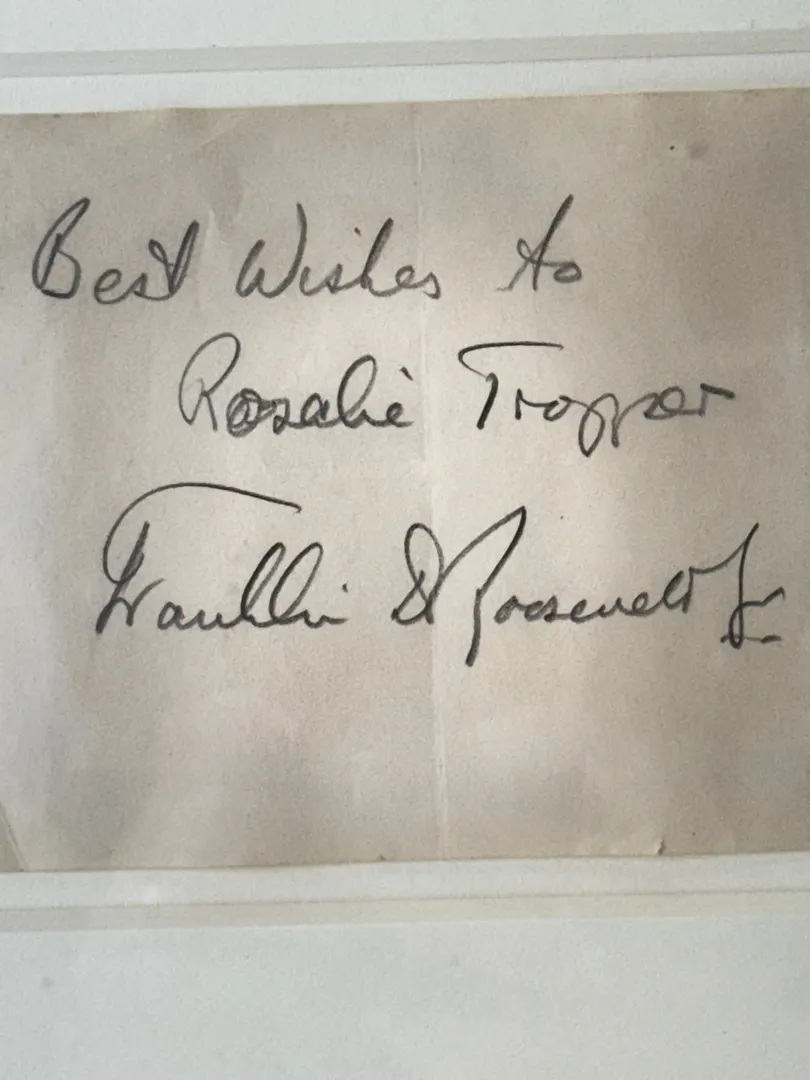 Best Wishes to
Rosalie Tropper
Franklin D Roosevelt Jr